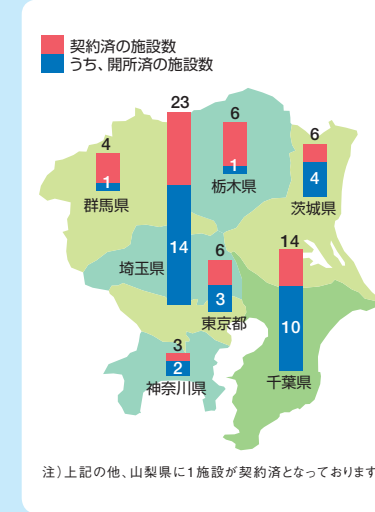 契約済の施設数
うち、開所済の施設数
23
6
6
4
1
1
4
栃木県
群馬県
茨城県
14
14
6
埼玉県
3
10
東京都
3
2
千葉県
神奈川県
注)上記の他、山梨県に1施設が契約済となっております